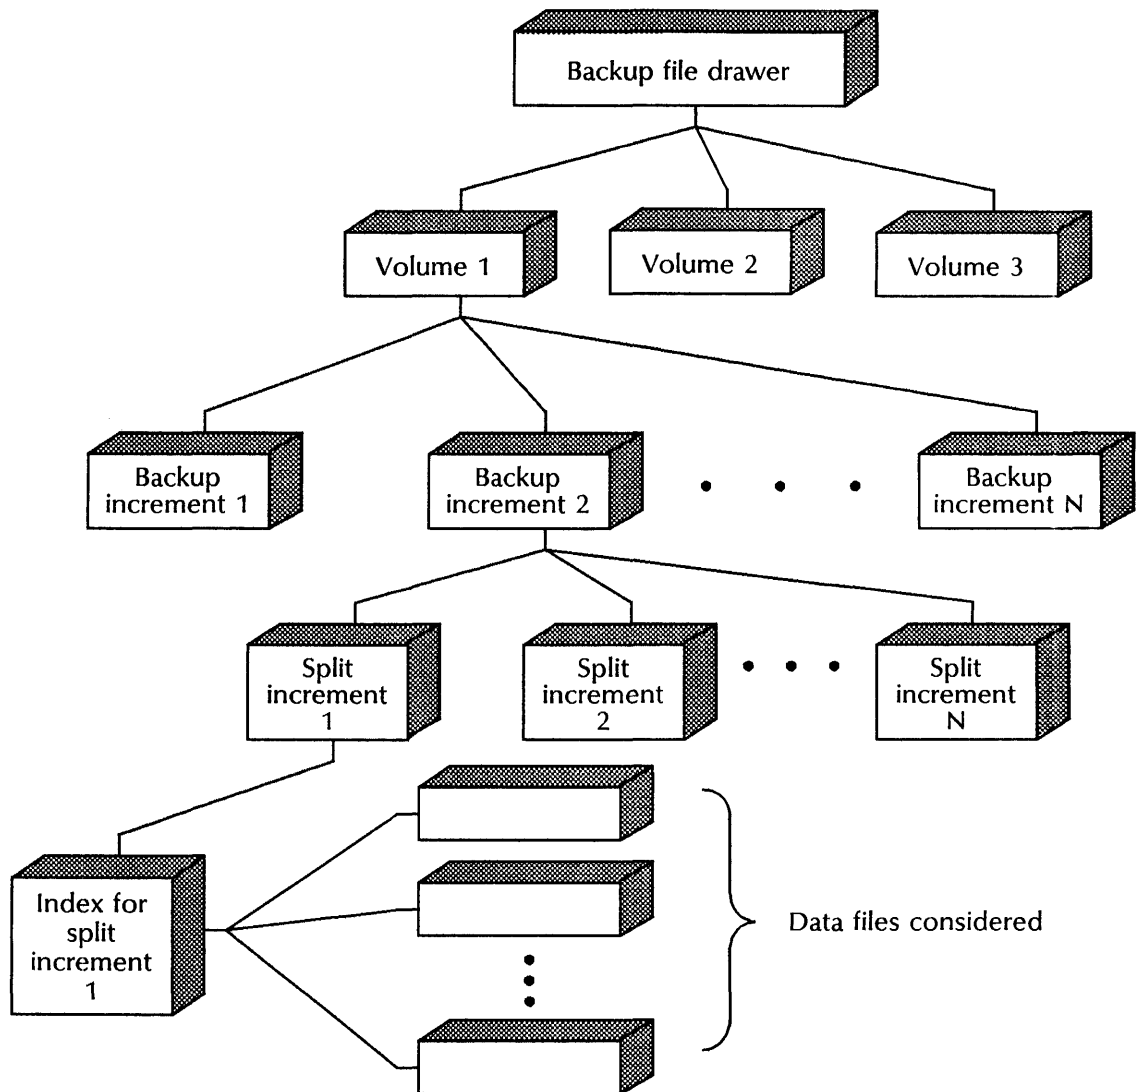 Backup file drawer
Volume 1
Volume 2
Volume 3
Backup
increment 1
Backup
increment 2
Backup
increment N
Split
increment
1
Split
increment
2
Split
increment
N
Index for
split
increment
1
Data files considered